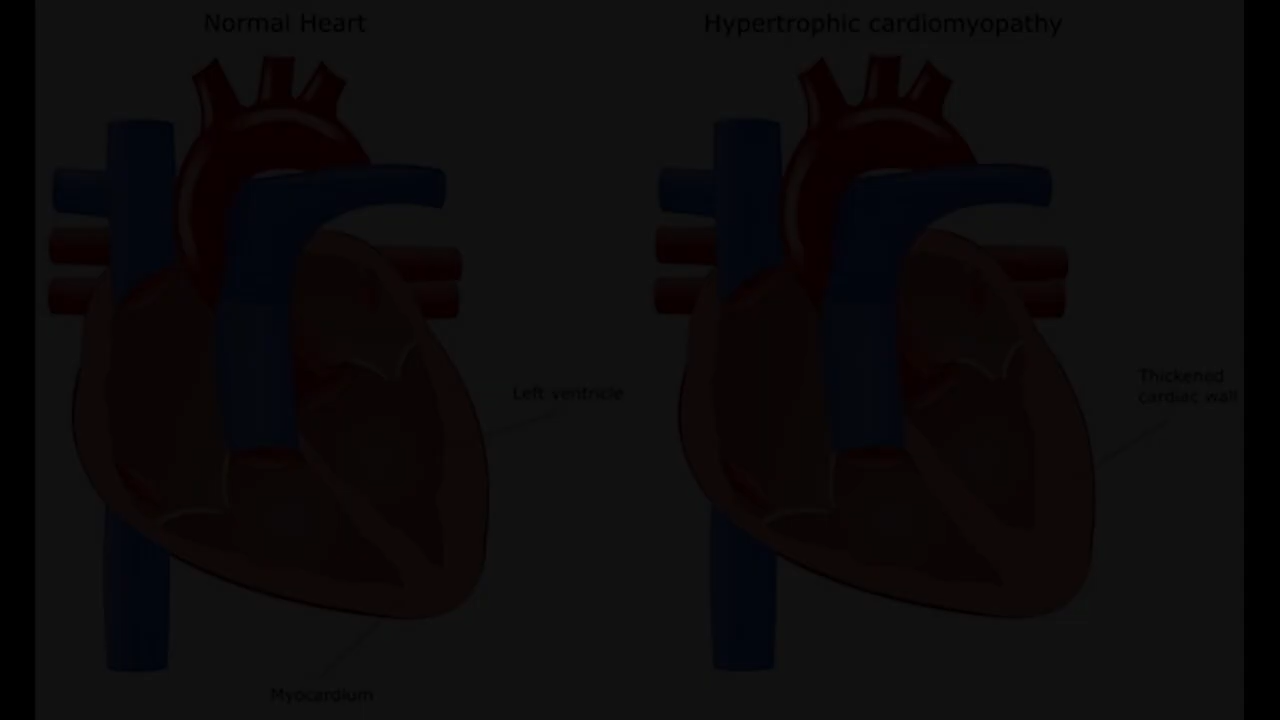 Normal Heart
Hypertrophic cardiomyopathy
Left ventricle
Thickened
cardiac wall
Myocardium